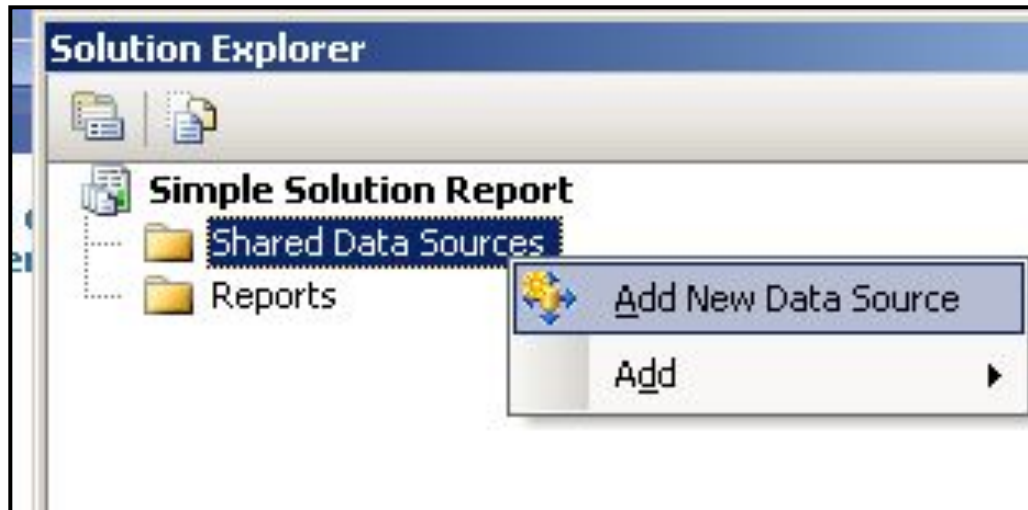 Solution Explorer
Simple Solution Report
Shared Data Sources
Reports
Add New Data Source
Add